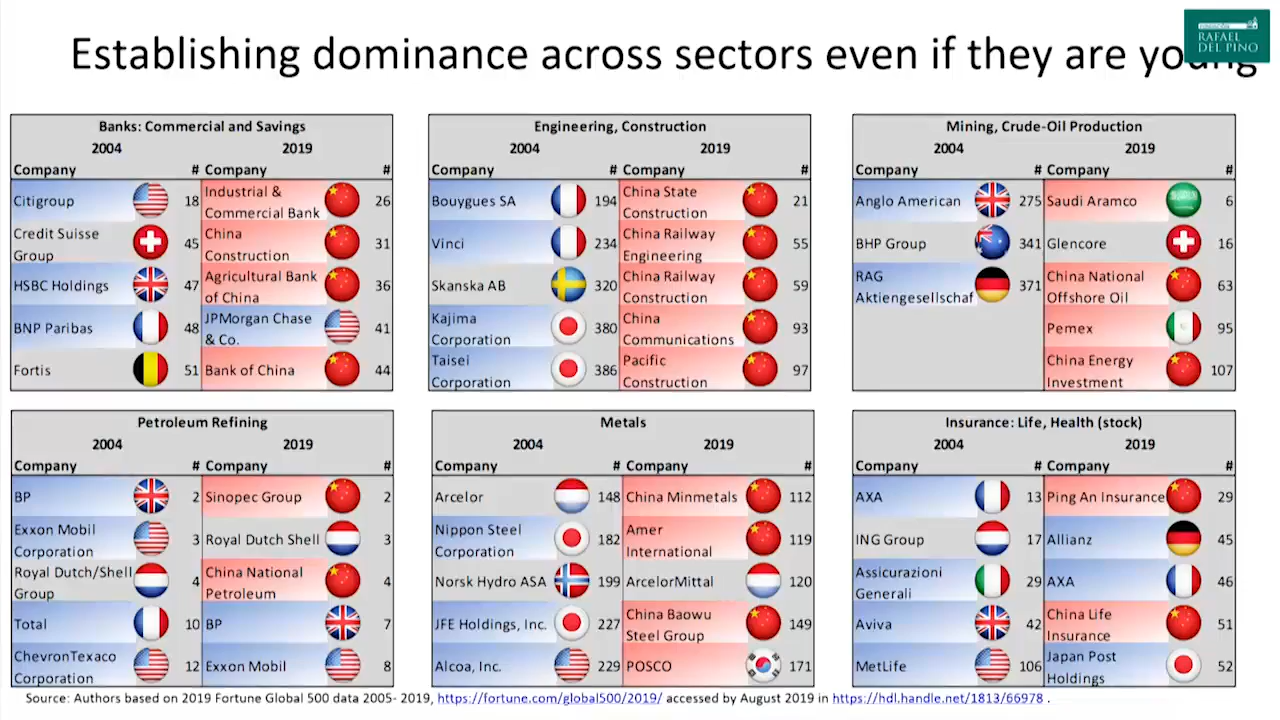 Establishing dominance across sectors even if they are young
FUNDACIÓN
RAFAEL
DEL PINO
Banks: Commercial and Savings
2004 2019
Company # Company #
Citigroup 18 Industrial & Commercial Bank 26
Credit Suisse Group 45 China Construction 31
HSBC Holdings 47 Agricultural Bank of China 36
BNP Paribas 48 JPMorgan Chase & Co. 41
Fortis 51 Bank of China 44
Engineering, Construction
2004 2019
Company # Company #
Bouygues SA 194 China State Construction 21
Vinci 234 China Railway Engineering 55
Skanska AB 320 China Railway Construction 59
Kajima Corporation 380 China Communications 93
Taisei Corporation 386 Pacific Construction 97
Mining, Crude-Oil Production
2004 2019
Company # Company #
Anglo American 275 Saudi Aramco 6
BHP Group 341 Glencore 16
RAG Aktiengesellschaf 371 China National Offshore Oil 63
Pemex 95
China Energy Investment 107
Petroleum Refining
2004 2019
Company # Company #
BP 2 Sinopec Group 2
Exxon Mobil Corporation 3 Royal Dutch Shell 3
Royal Dutch/Shell Group 4 China National Petroleum 4
Total 10 BP 7
ChevronTexaco Corporation 12 Exxon Mobil 8
Metals
2004 2019
Company # Company #
Arcelor 148 China Minmetals 112
Nippon Steel Corporation 182 Amer International 119
Norsk Hydro ASA 199 ArcelorMittal 120
JFE Holdings, Inc. 227 China Baowu Steel Group 149
Alcoa, Inc. 229 POSCO 171
Insurance: Life, Health (stock)
2004 2019
Company # Company #
AXA 13 Ping An Insurance 29
ING Group 17 Allianz 45
Assicurazioni Generali 29 AXA 46
Aviva 42 China Life Insurance 51
MetLife 106 Japan Post Holdings 52
Source: Authors based on 2019 Fortune Global 500 data 2005- 2019, https://fortune.com/global500/2019/ accessed by August 2019 in https://hdl.handle.net/1813/66978 .